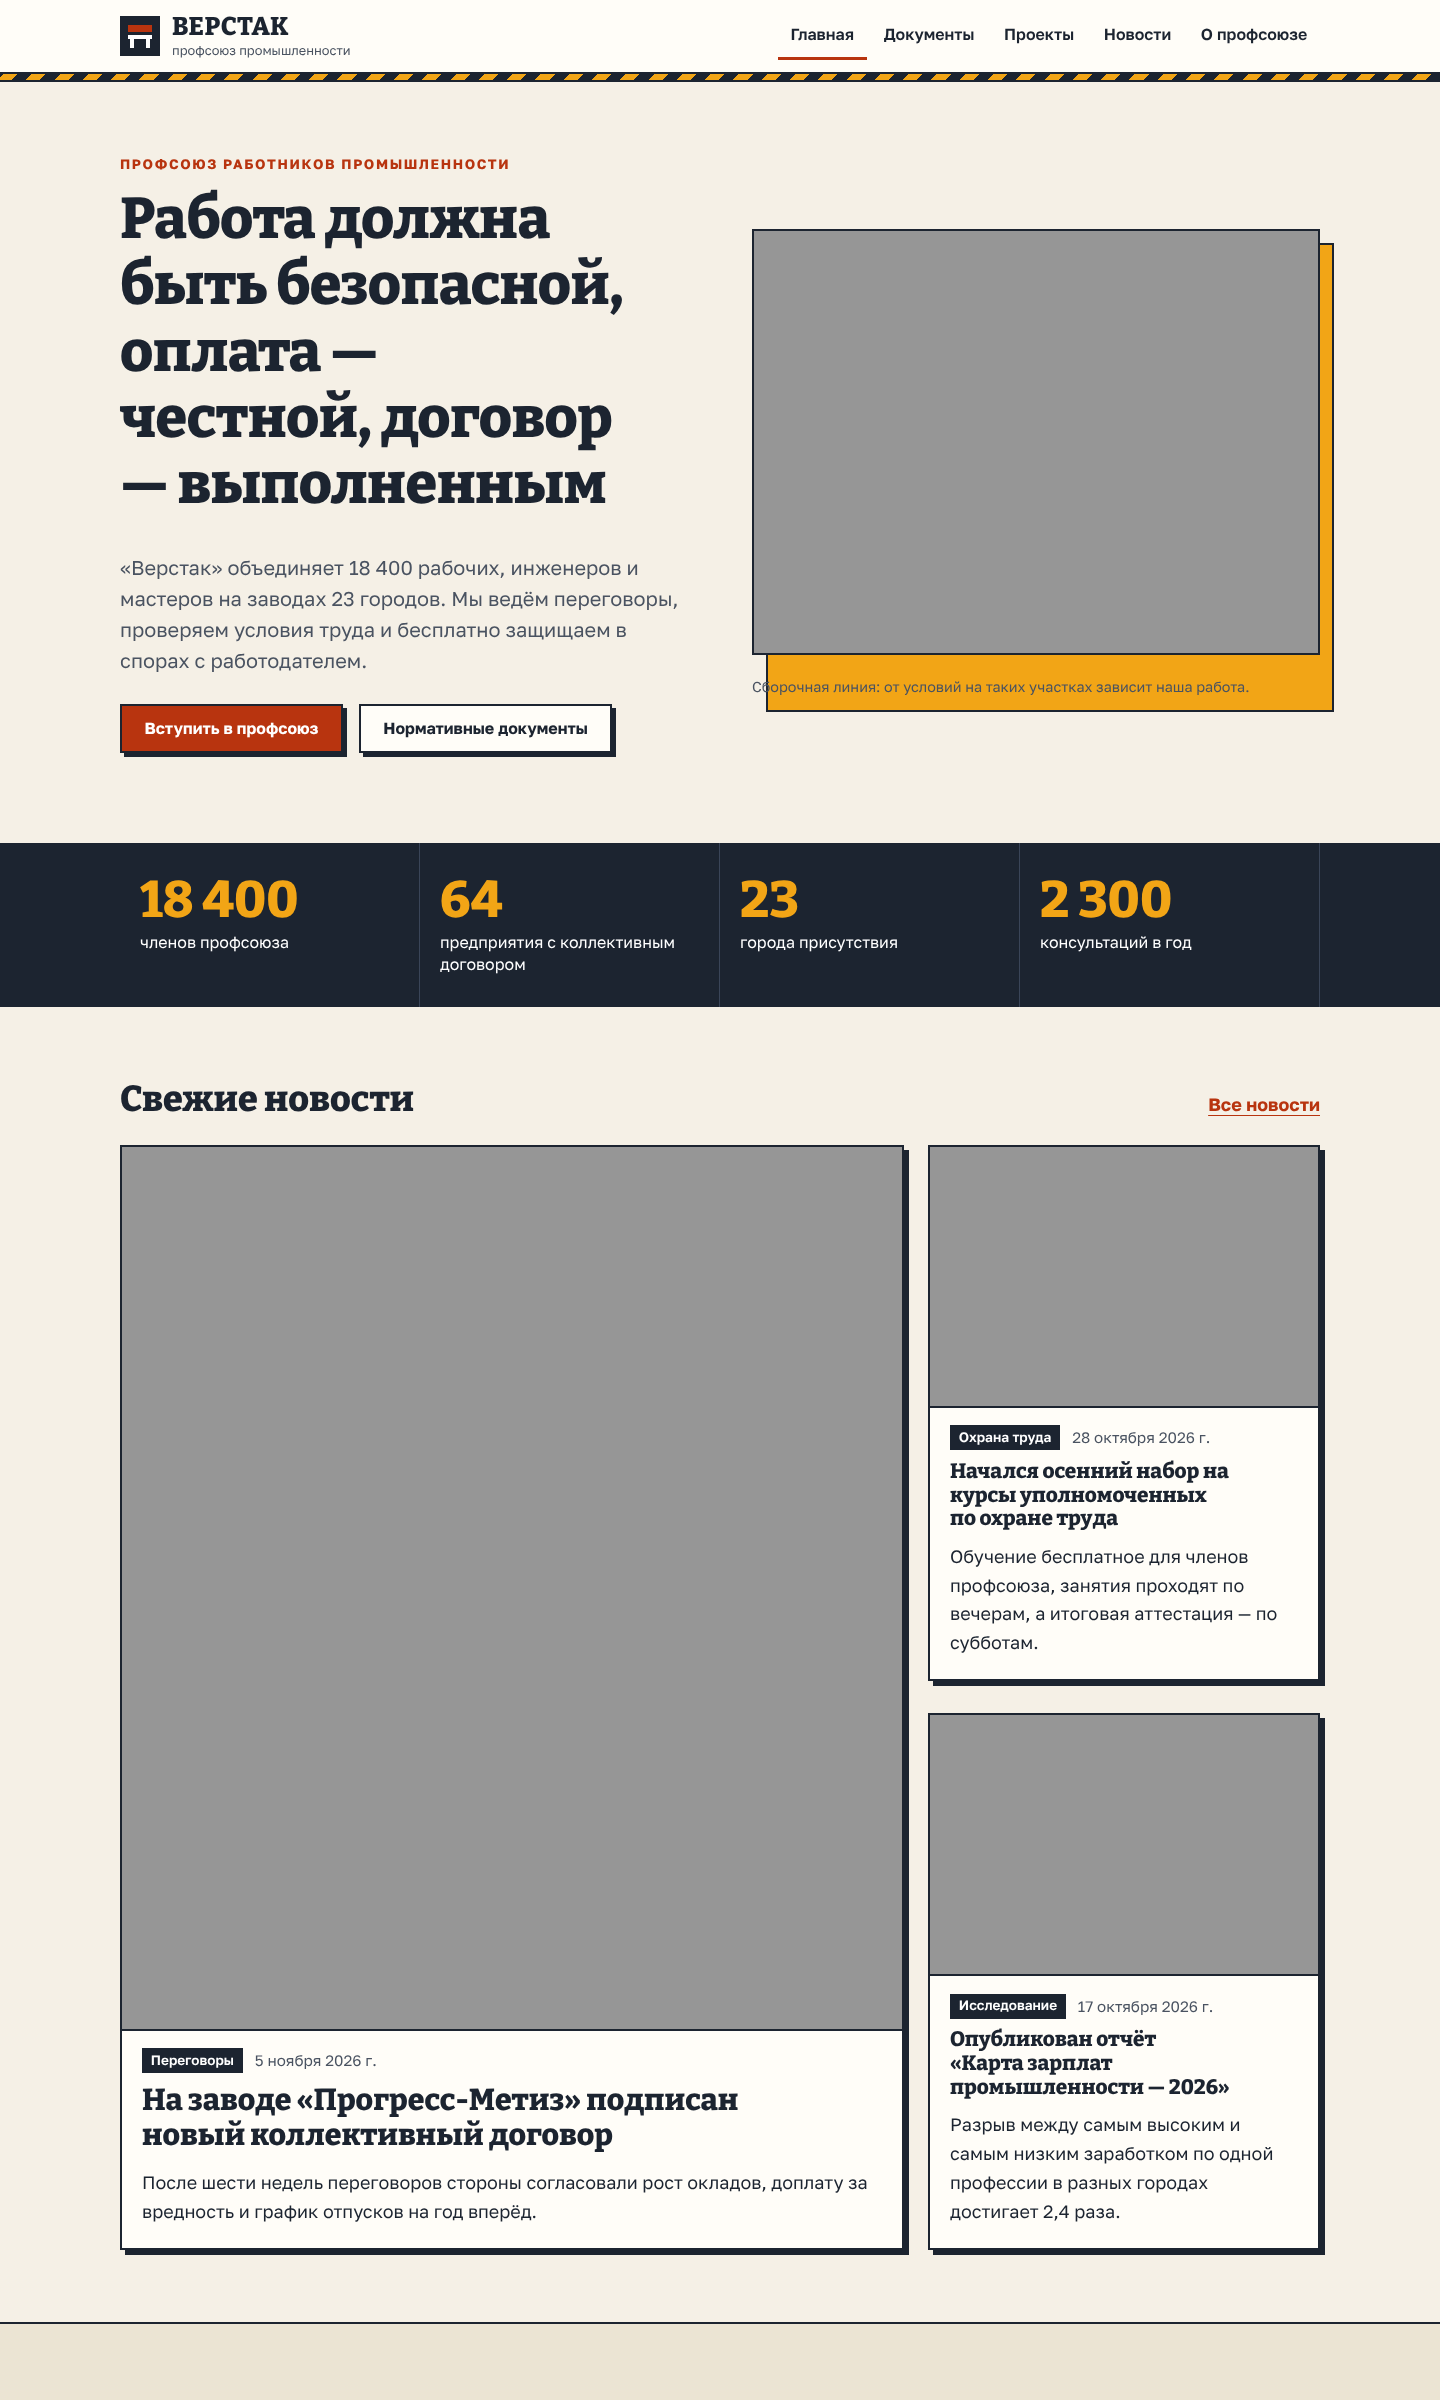 ВЕРСТАК
профсоюз промышленности
Главная
Документы
Проекты
Новости
О профсоюзе
ПРОФСОЮЗ РАБОТНИКОВ ПРОМЫШЛЕННОСТИ
Работа должна
быть безопасной,
оплата —
честной, договор
— выполненным
«Верстак» объединяет 18 400 рабочих, инженеров и
мастеров на заводах 23 городов. Мы ведём переговоры,
проверяем условия труда и бесплатно защищаем в
спорах с работодателем.
Вступить в профсоюз
Нормативные документы
Сборочная линия: от условий на таких участках зависит наша работа.
18 400
членов профсоюза
64
предприятия с коллективным
договором
23
города присутствия
2 300
консультаций в год
Свежие новости
Все новости
Переговоры
5 ноября 2026 г.
На заводе «Прогресс-Метиз» подписан
новый коллективный договор
После шести недель переговоров стороны согласовали рост окладов, доплату за
вредность и график отпусков на год вперёд.
Охрана труда
28 октября 2026 г.
Начался осенний набор на
курсы уполномоченных
по охране труда
Обучение бесплатное для членов
профсоюза, занятия проходят по
вечерам, а итоговая аттестация — по
субботам.
Исследование
17 октября 2026 г.
Опубликован отчёт
«Карта зарплат
промышленности — 2026»
Разрыв между самым высоким и
самым низким заработком по одной
профессии в разных городах
достигает 2,4 раза.